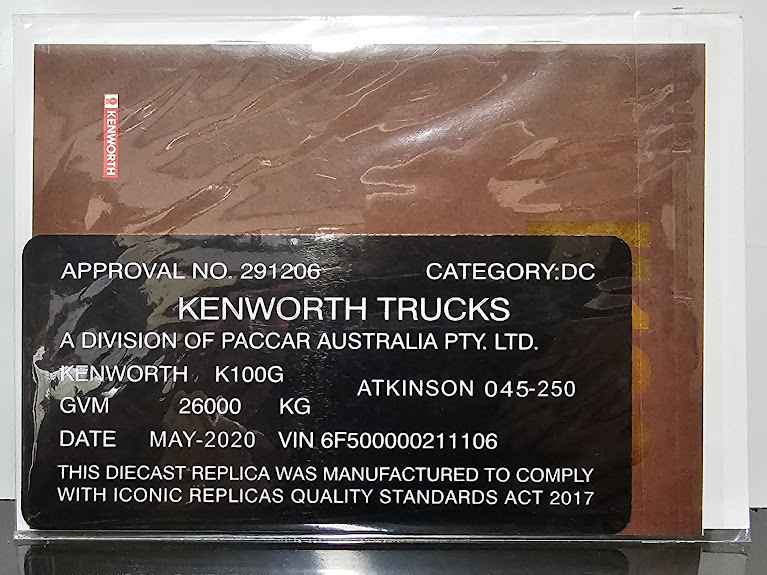 KENWORTH
APPROVAL NO. 291206 CATEGORY:DC
KENWORTH TRUCKS
A DIVISION OF PACCAR AUSTRALIA PTY. LTD.
KENWORTH K100G
ATKINSON 045-250
GVM 26000 KG
DATE MAY-2020 VIN 6F500000211106
THIS DIECAST REPLICA WAS MANUFACTURED TO COMPLY
WITH ICONIC REPLICAS QUALITY STANDARDS ACT 2017